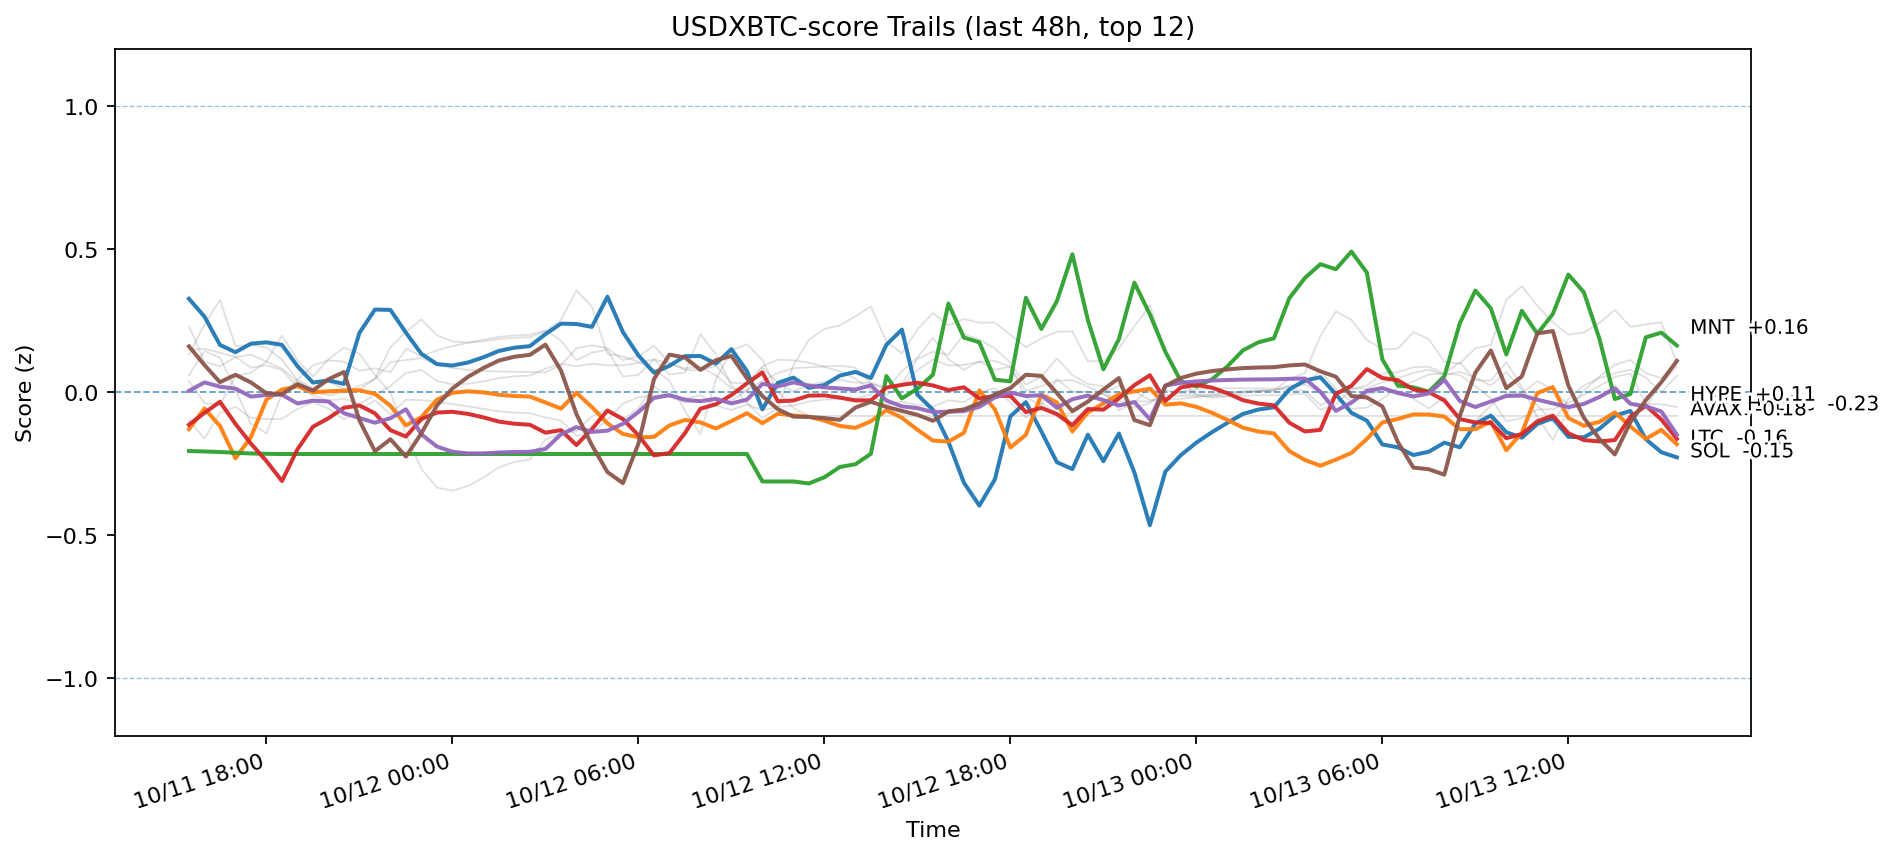 USDXBTC-score Trails (last 48h, top 12)
Score (z)
1.0
0.5
0.0
−0.5
−1.0
MNT +0.16
HYPE +0.11
AVAX -0.18
-0.23
LTC -0.16
SOL -0.15
10/11 18:00
10/12 00:00
10/12 06:00
10/12 12:00
10/12 18:00
10/13 00:00
10/13 06:00
10/13 12:00
Time